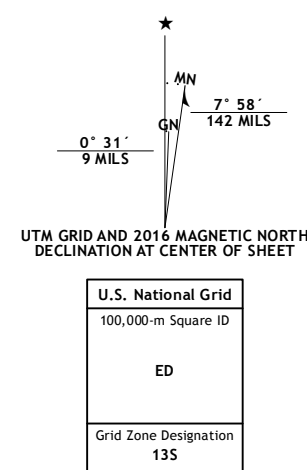 ★
MN
7° 58´
142 MILS
GN
0° 31´
9 MILS
UTM GRID AND 2016 MAGNETIC NORTH
DECLINATION AT CENTER OF SHEET
U.S. National Grid
100,000-m Square ID
ED
Grid Zone Designation
13S